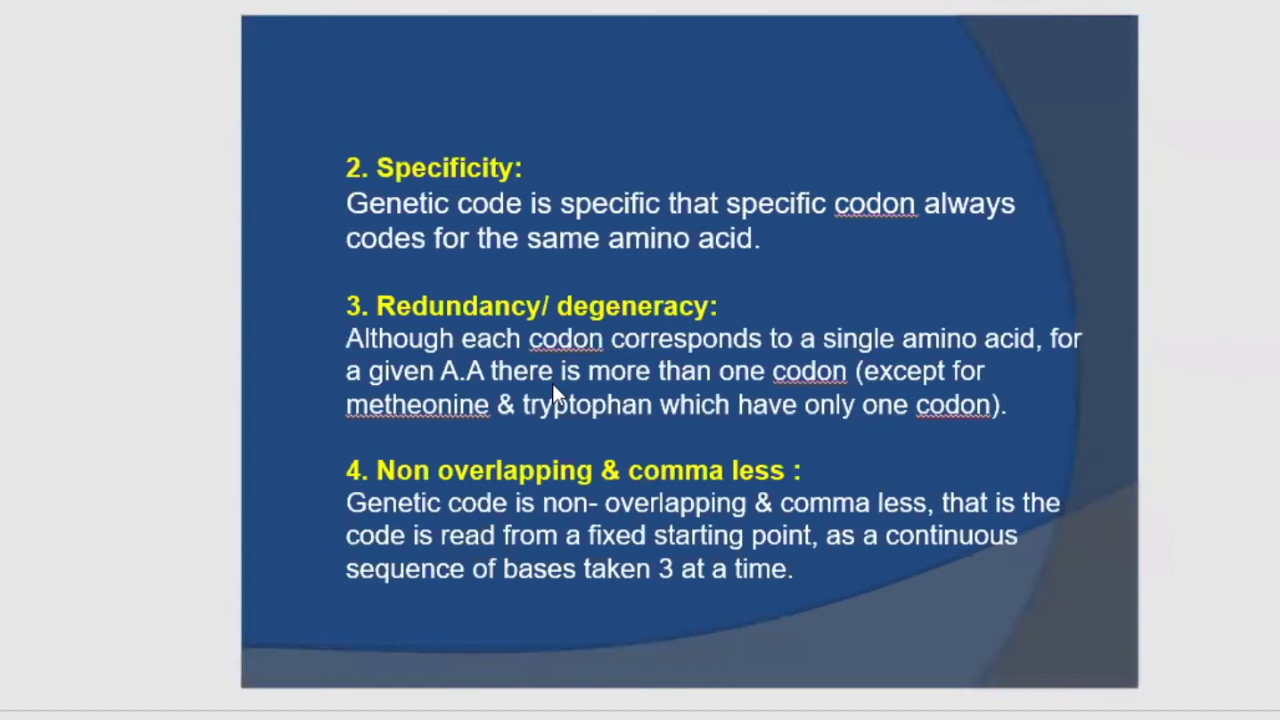 2. Specificity:
Genetic code is specific that specific codon always
codes for the same amino acid.
3. Redundancy/ degeneracy:
Although each codon corresponds to a single amino acid, for
a given A.A there is more than one codon (except for
metheonine & tryptophan which have only one codon).
4. Non overlapping & comma less :
Genetic code is non- overlapping & comma less, that is the
code is read from a fixed starting point, as a continuous
sequence of bases taken 3 at a time.